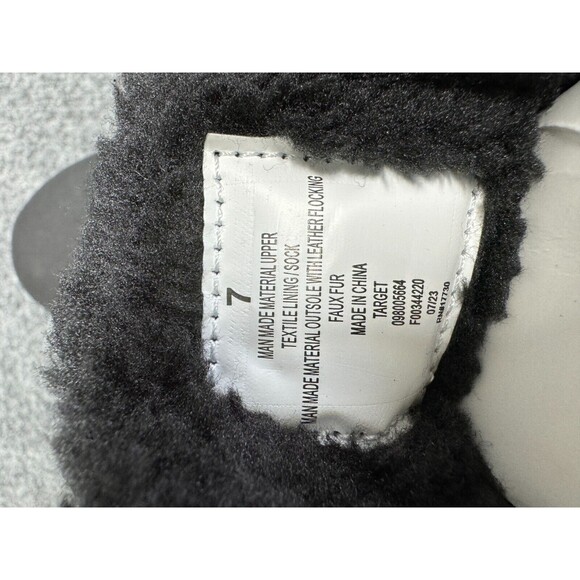 7
MAN MADE MATERIAL UPPER
TEXTILE LINING / SOCK
MAN MADE MATERIAL OUTSOLE WITH LEATHER FLOCKING
FAUX FUR
MADE IN CHINA
TARGET
098005664
F00344220
07/23